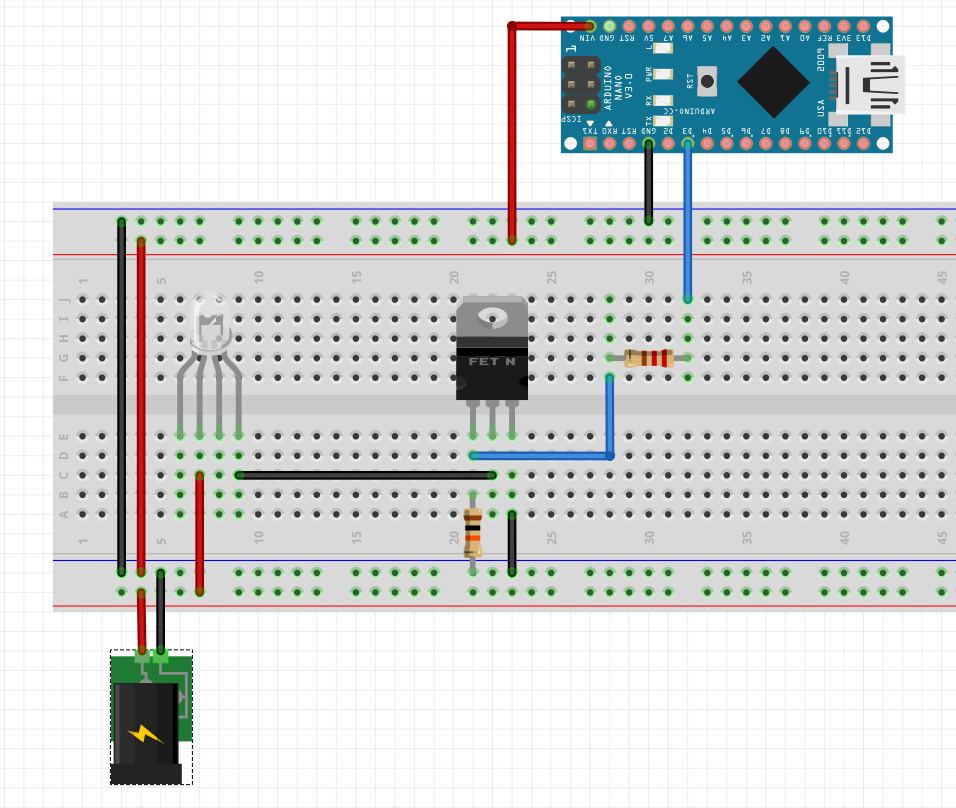 VIN GND RST 5V A7 A6 A5 A4 A3 A2 A1 A0 REF 3V3 D13
1
L
PWR
RX
TX
RST
ARDUINO
NANO
V3.0
ARDUINO.CC
2009
USA
ICSP
TX1 RX0 RST GND D2 D3 D4 D5 D6 D7 D8 D9 D10 D11 D12
1 5 10 15 20 25 30 35 40 45
J
I
H
G
F
FET N
E
D
C
B
A
1 5 10 15 20 25 30 35 40 45